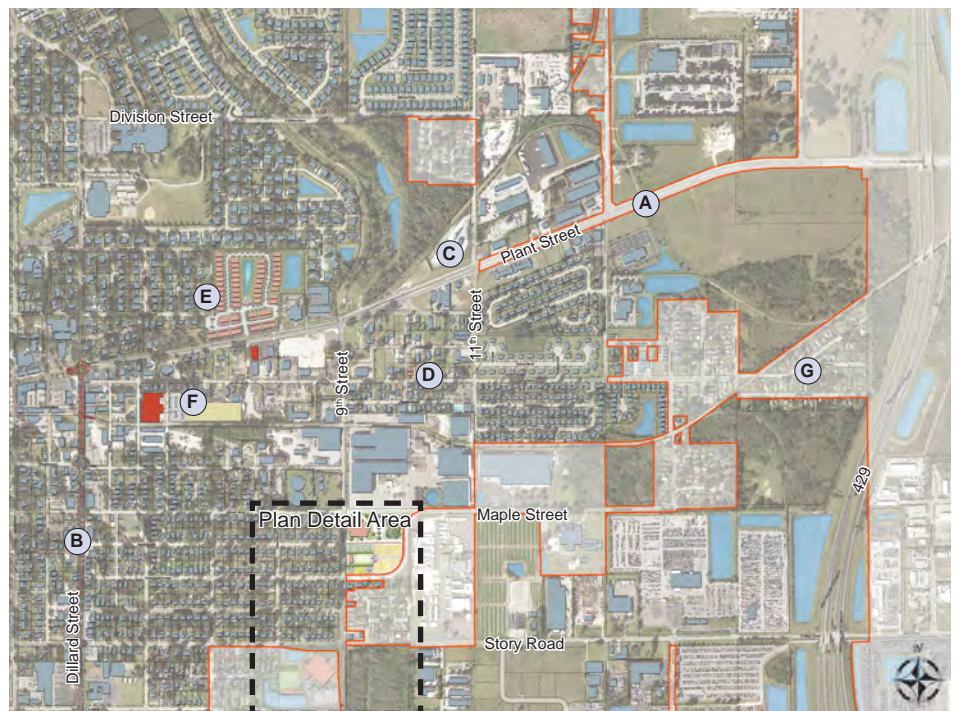 Division Street
A
Plant Street
C
E
11th Street
D
9th Street
G
F
429
Plan Detail Area
Maple Street
B
Dillard Street
Story Road
N